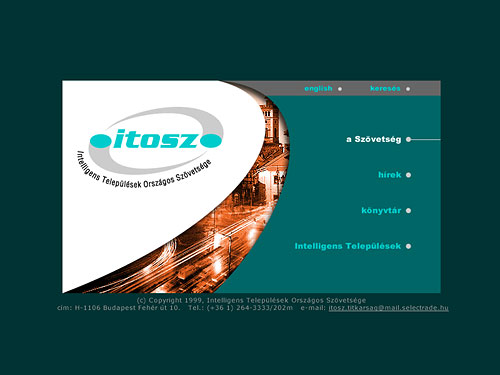 english
keresés
itosz
Intelligens Települések Országos Szövetsége
a Szövetség
hírek
könyvtár
Intelligens Települések
(c) Copyright 1999, Intelligens Települések Országos Szövetsége
cím: H-1106 Budapest Fehér út 10. Tel.: (+36 1) 264-3333/202m e-mail: itosz.titkarsag@mail.selectrade.hu